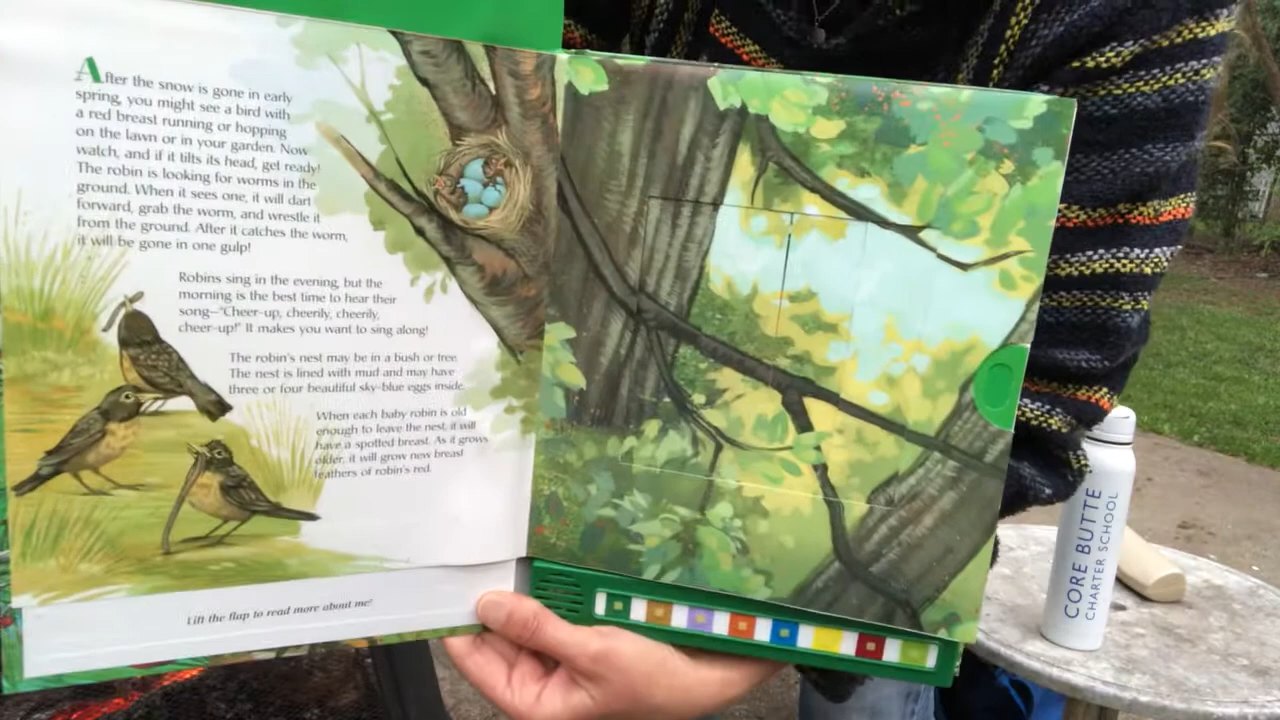 After the snow is gone in early
spring, you might see a bird with
a red breast running or hopping
on the lawn or in your garden. Now
watch, and if it tilts its head, get ready!
The robin is looking for worms in the
ground. When it sees one, it will dart
forward, grab the worm, and wrestle it
from the ground. After it catches the worm,
it will be gone in one gulp!
Robins sing in the evening, but the
morning is the best time to hear their
song—"Cheer-up, cheerily, cheerily,
cheer-up!" It makes you want to sing along!
The robin's nest may be in a bush or tree.
The nest is lined with mud and may have
three or four beautiful sky-blue eggs inside.
When each baby robin is old
enough to leave the nest, it will
have a spotted breast. As it grows
older, it will grow new breast
feathers of robin's red.
Lift the flap to read more about me!
CORE BUTTE
CHARTER SCHOOL